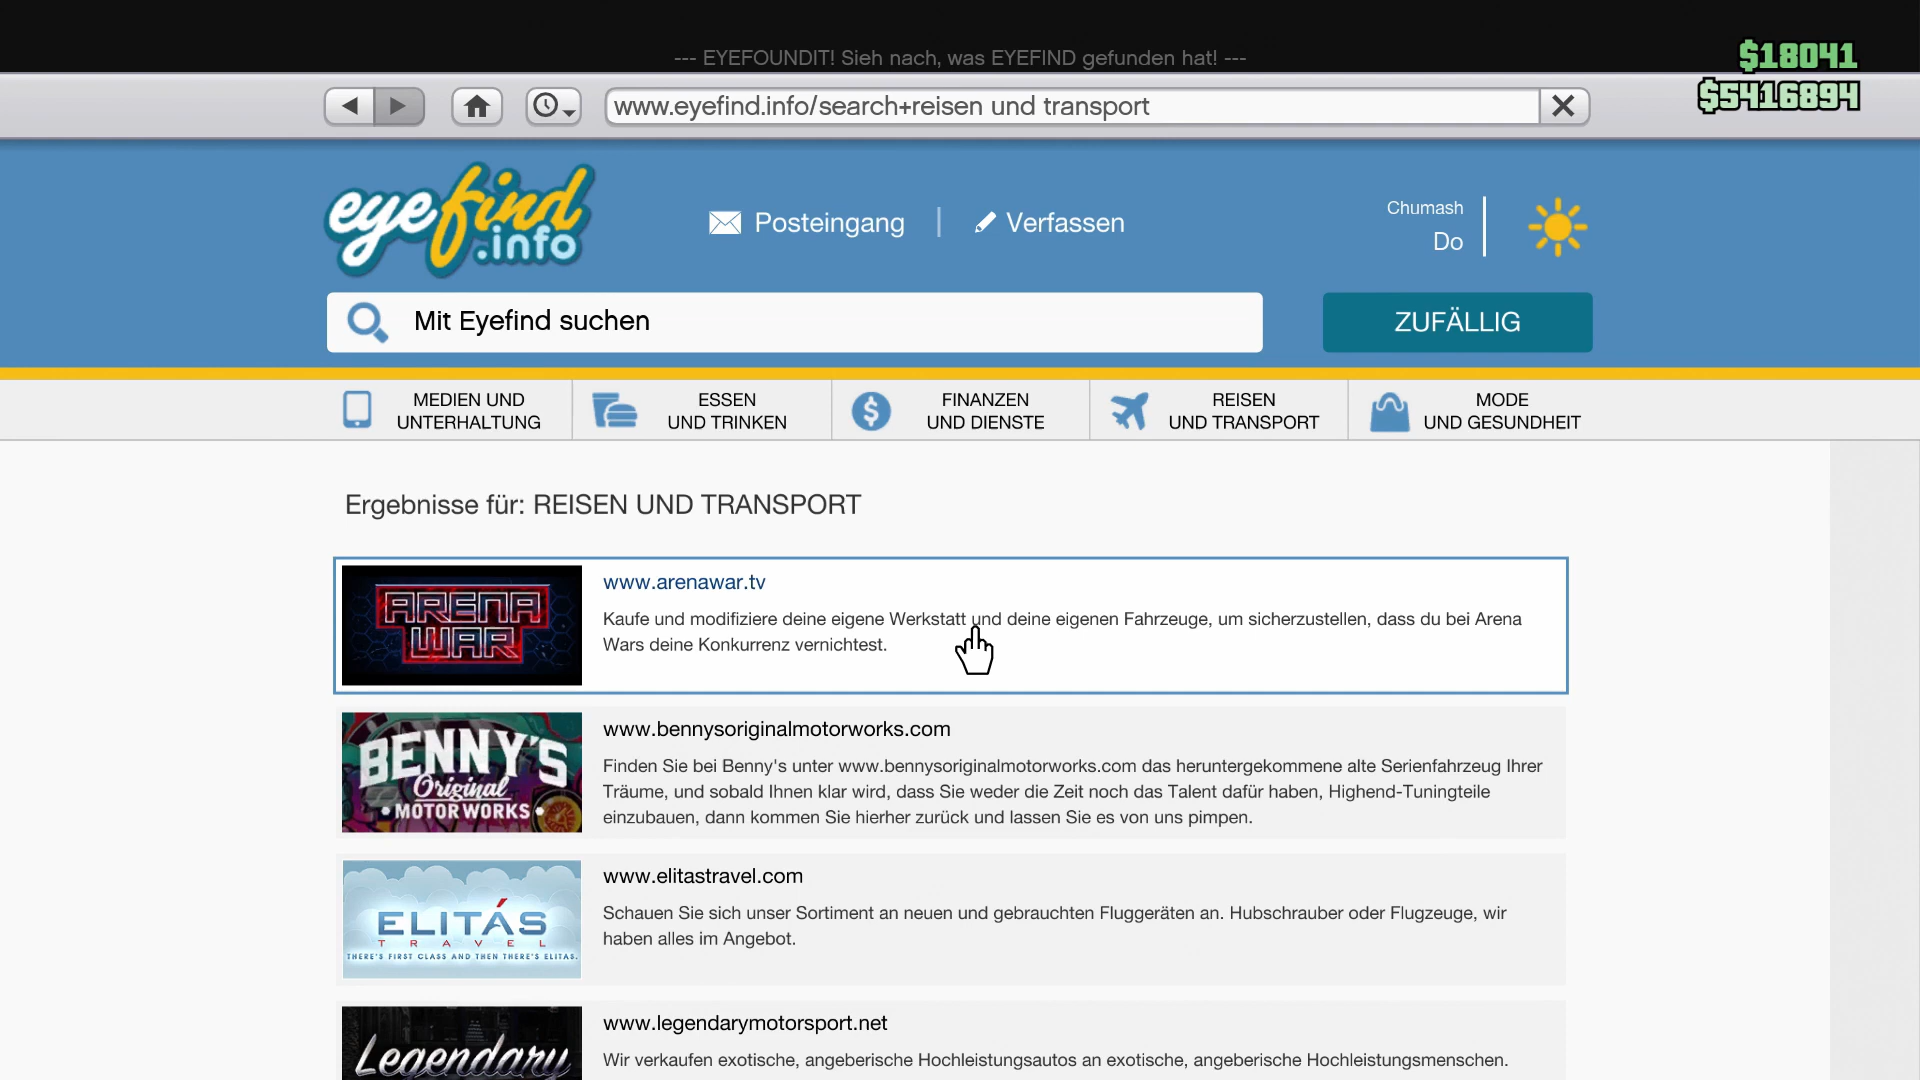 --- EYEFOUNDIT! Sieh nach, was EYEFIND gefunden hat! ---
$18041
$5416894
www.eyefind.info/search+reisen und transport
eyefind
.info
Posteingang
Verfassen
Chumash
Do
Mit Eyefind suchen
ZUFÄLLIG
MEDIEN UND
UNTERHALTUNG
ESSEN
UND TRINKEN
FINANZEN
UND DIENSTE
REISEN
UND TRANSPORT
MODE
UND GESUNDHEIT
Ergebnisse für: REISEN UND TRANSPORT
ARENA
WAR
www.arenawar.tv
Kaufe und modifiziere deine eigene Werkstatt und deine eigenen Fahrzeuge, um sicherzustellen, dass du bei Arena
Wars deine Konkurrenz vernichtest.
BENNY'S
Original
MOTOR WORKS
www.bennysoriginalmotorworks.com
Finden Sie bei Benny's unter www.bennysoriginalmotorworks.com das heruntergekommene alte Serienfahrzeug Ihrer
Träume, und sobald Ihnen klar wird, dass Sie weder die Zeit noch das Talent dafür haben, Highend-Tuningteile
einzubauen, dann kommen Sie hierher zurück und lassen Sie es von uns pimpen.
ELITÁS
TRAVEL
THERE'S FIRST CLASS AND THEN THERE'S ELITAS.
www.elitastravel.com
Schauen Sie sich unser Sortiment an neuen und gebrauchten Fluggeräten an. Hubschrauber oder Flugzeuge, wir
haben alles im Angebot.
Legendary
www.legendarymotorsport.net
Wir verkaufen exotische, angeberische Hochleistungsautos an exotische, angeberische Hochleistungsmenschen.